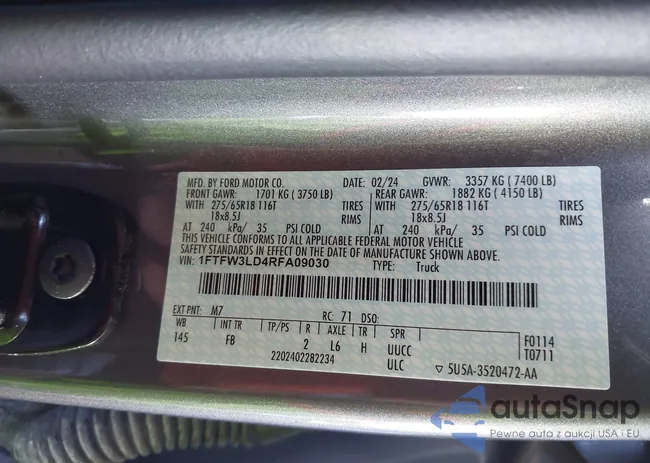 MFD. BY FORD MOTOR CO. DATE: 02/24 GVWR: 3357 KG ( 7400 LB)
FRONT GAWR: 1701 KG ( 3750 LB) REAR GAWR: 1882 KG ( 4150 LB)
WITH 275/65R18 116T TIRES WITH 275/65R18 116T TIRES
18x8.5J RIMS 18x8.5J RIMS
AT 240 kPa/ 35 PSI COLD AT 240 kPa/ 35 PSI COLD
THIS VEHICLE CONFORMS TO ALL APPLICABLE FEDERAL MOTOR VEHICLE
SAFETY STANDARDS IN EFFECT ON THE DATE OF MANUFACTURE SHOWN ABOVE.
VIN: 1FTFW3LD4RFA09030 TYPE: Truck
EXT PNT: M7 RC: 71 DSO:
WB INT TR TP/PS R AXLE TR SPR
145 FB 2 L6 H UUCC
F0114
T0711
2202402282234 ULC ▽ 5U5A-3520472-AA
autaSnap
Pewne auta z aukcji USA i EU